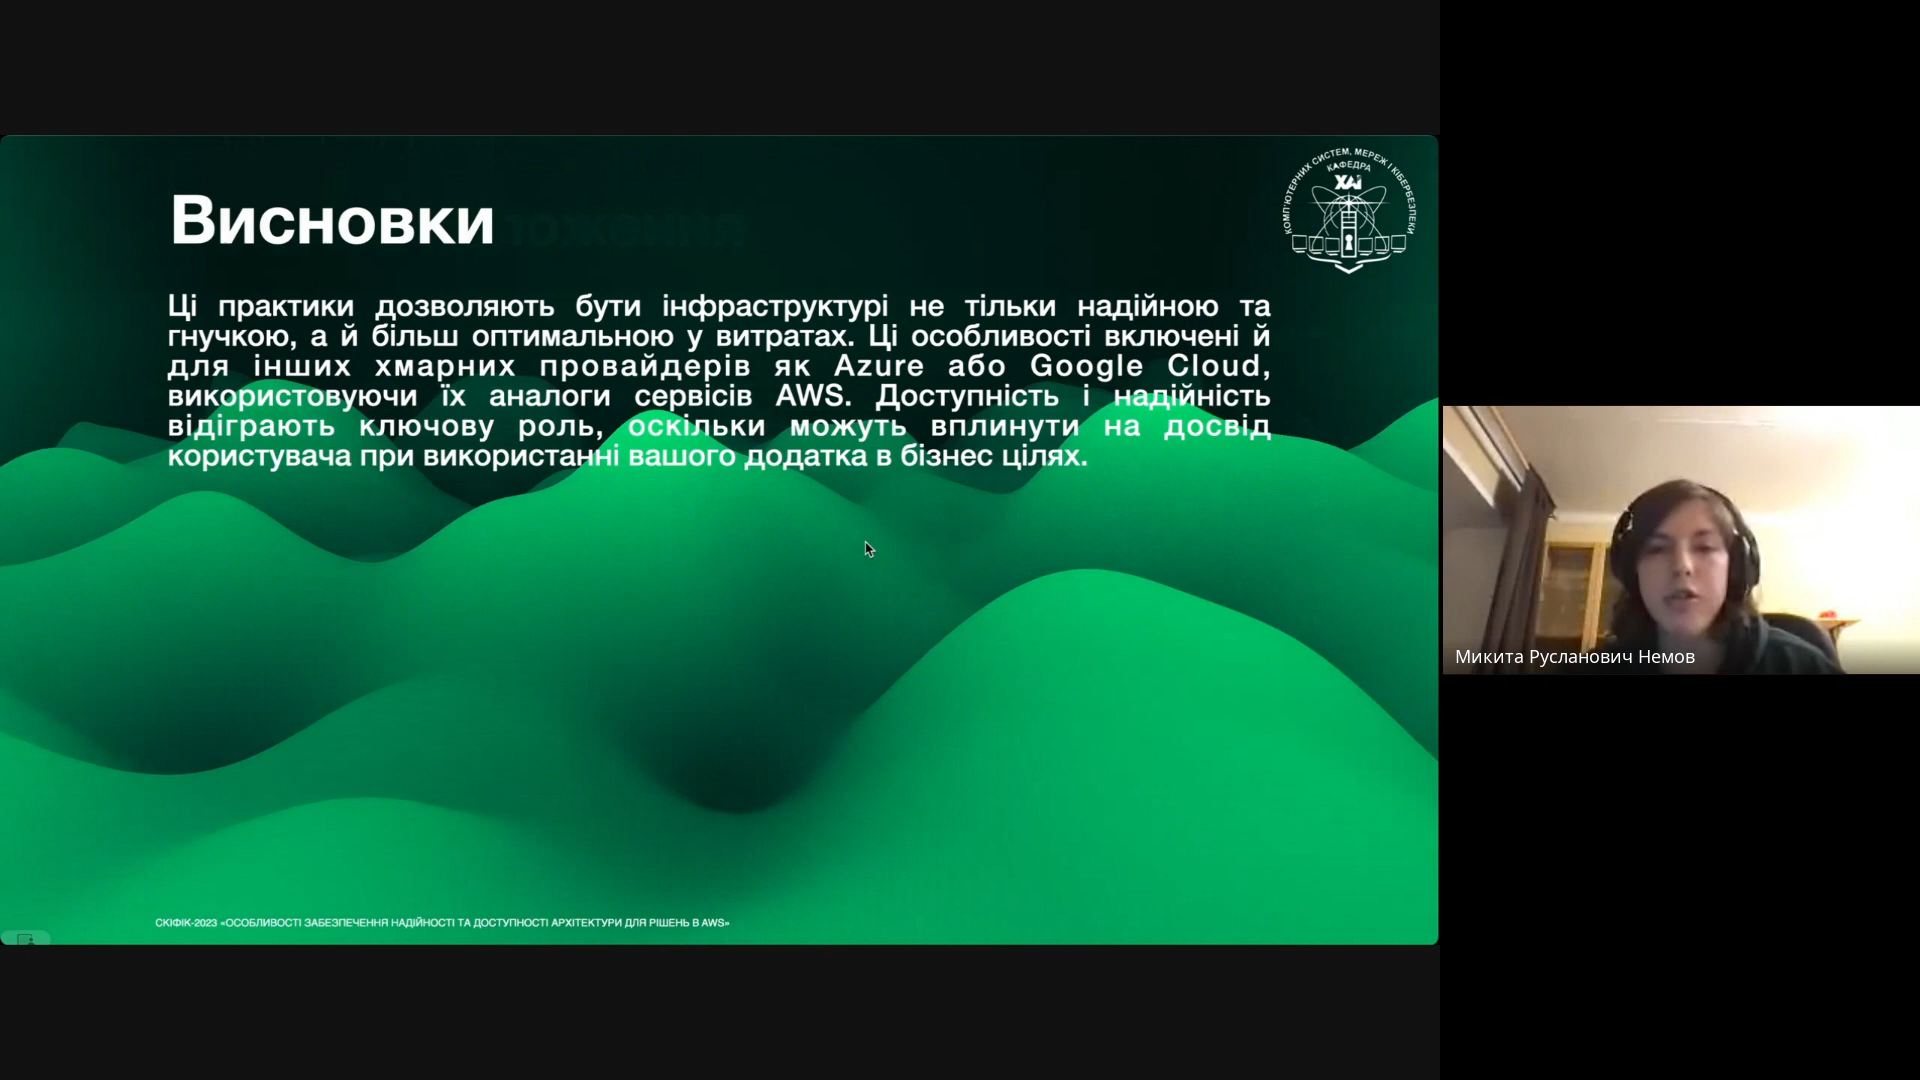 Висновки
Ці практики дозволяють бути інфраструктурі не тільки надійною та
гнучкою, а й більш оптимальною у витратах. Ці особливості включені й
для інших хмарних провайдерів як Azure або Google Cloud,
використовуючи їх аналоги сервісів AWS. Доступність і надійність
відіграють ключову роль, оскільки можуть вплинути на досвід
користувача при використанні вашого додатка в бізнес цілях.
КОМП'ЮТЕРНИХ СИСТЕМ, МЕРЕЖ І КІБЕРБЕЗПЕКИ
КАФЕДРА
ХАІ
Микита Русланович Немов
СКІФІК-2023 «ОСОБЛИВОСТІ ЗАБЕЗПЕЧЕННЯ НАДІЙНОСТІ ТА ДОСТУПНОСТІ АРХІТЕКТУРИ ДЛЯ РІШЕНЬ В AWS»